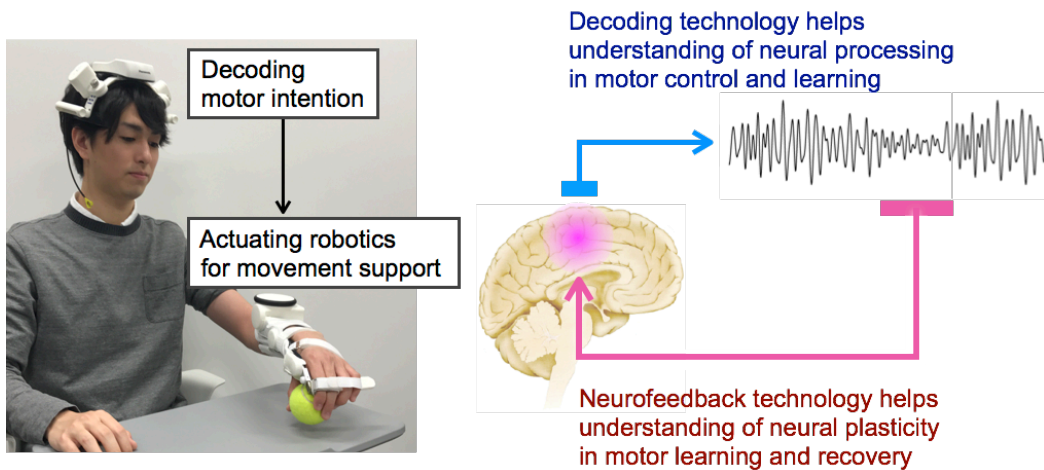 Decoding
motor intention
Actuating robotics
for movement support
Decoding technology helps
understanding of neural processing
in motor control and learning
Neurofeedback technology helps
understanding of neural plasticity
in motor learning and recovery